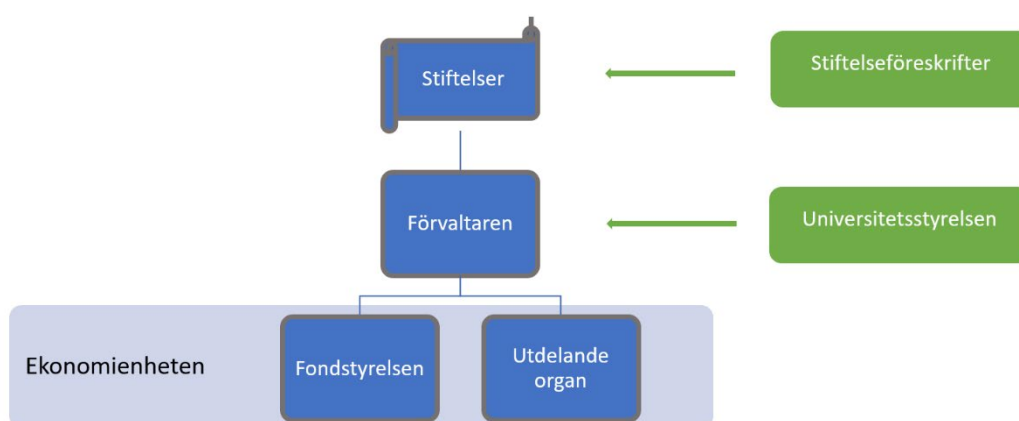 Stiftelser
Stiftelseföreskrifter
Förvaltaren
Universitetsstyrelsen
Ekonomienheten
Fondstyrelsen
Utdelande
organ